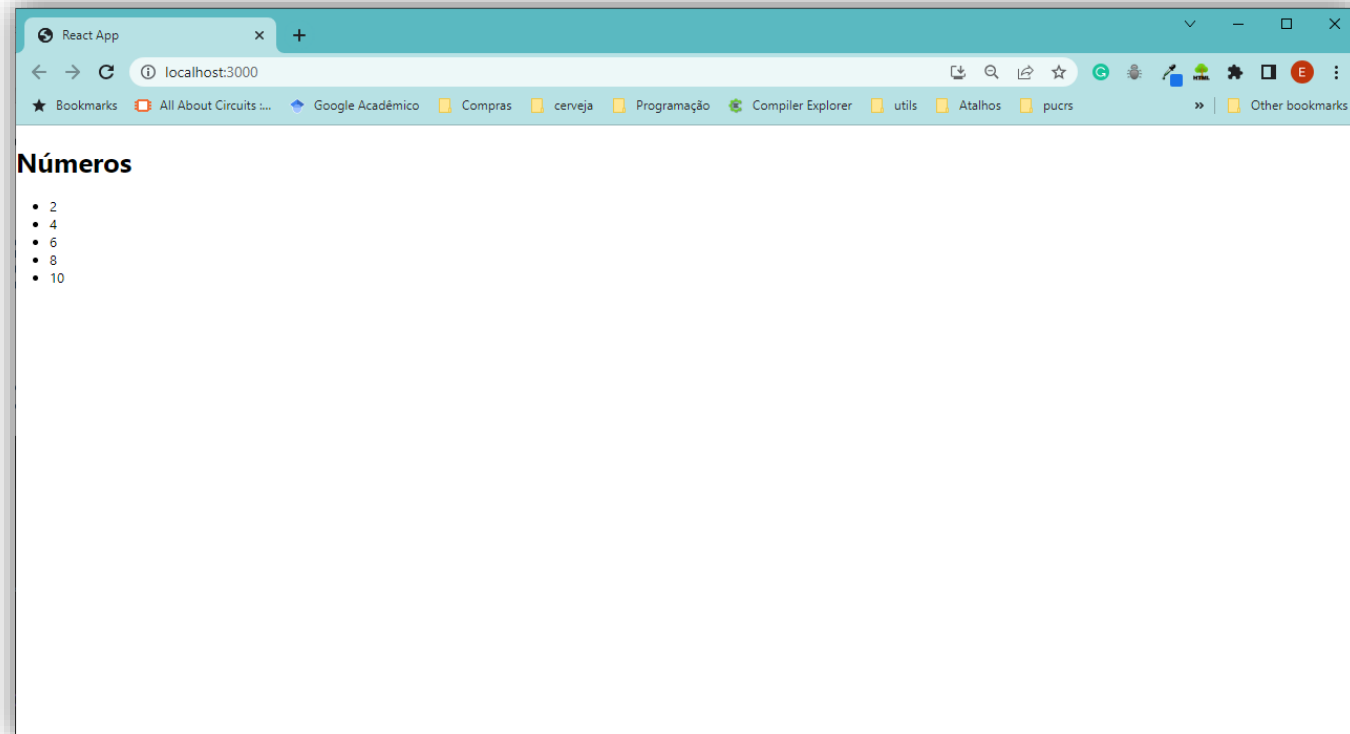 React App
localhost:3000
Bookmarks All About Circuits :... Google Acadêmico Compras cerveja Programação Compiler Explorer utils Atalhos pucrs » Other bookmarks
Números
• 2
• 4
• 6
• 8
• 10